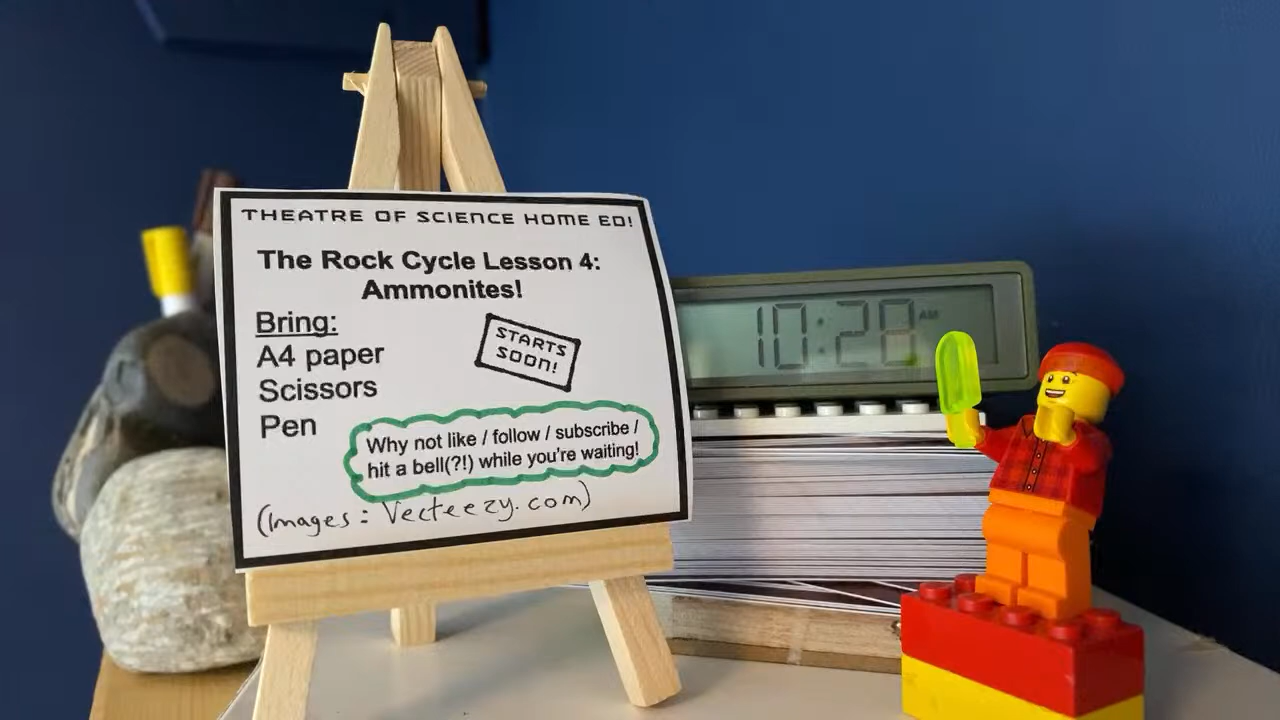 THEATRE OF SCIENCE HOME ED!
The Rock Cycle Lesson 4:
Ammonites!
Bring:
A4 paper
Scissors
Pen
STARTS
SOON!
Why not like / follow / subscribe /
hit a bell(?!) while you're waiting!
(Images: Vecteezy.com)
10:28 AM